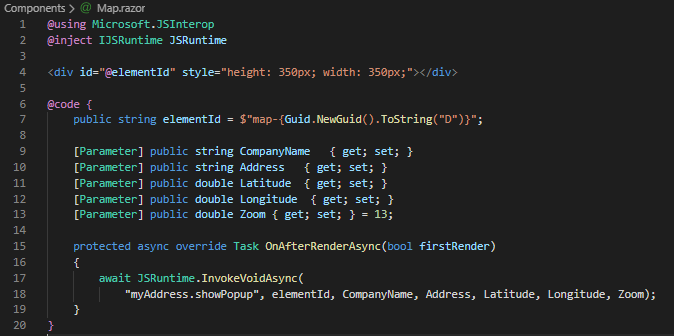 Components > Map.razor
1 @using Microsoft.JSInterop
2 @inject IJSRuntime JSRuntime
3
4 <div id="@elementId" style="height: 350px; width: 350px;"></div>
5
6 @code {
7     public string elementId = $"map-{Guid.NewGuid().ToString("D")}";
8
9     [Parameter] public string CompanyName   { get; set; }
10     [Parameter] public string Address   { get; set; }
11     [Parameter] public double Latitude  { get; set; }
12     [Parameter] public double Longitude  { get; set; }
13     [Parameter] public double Zoom { get; set; } = 13;
14
15     protected async override Task OnAfterRenderAsync(bool firstRender)
16     {
17         await JSRuntime.InvokeVoidAsync(
18             "myAddress.showPopup", elementId, CompanyName, Address, Latitude, Longitude, Zoom);
19     }
20 }